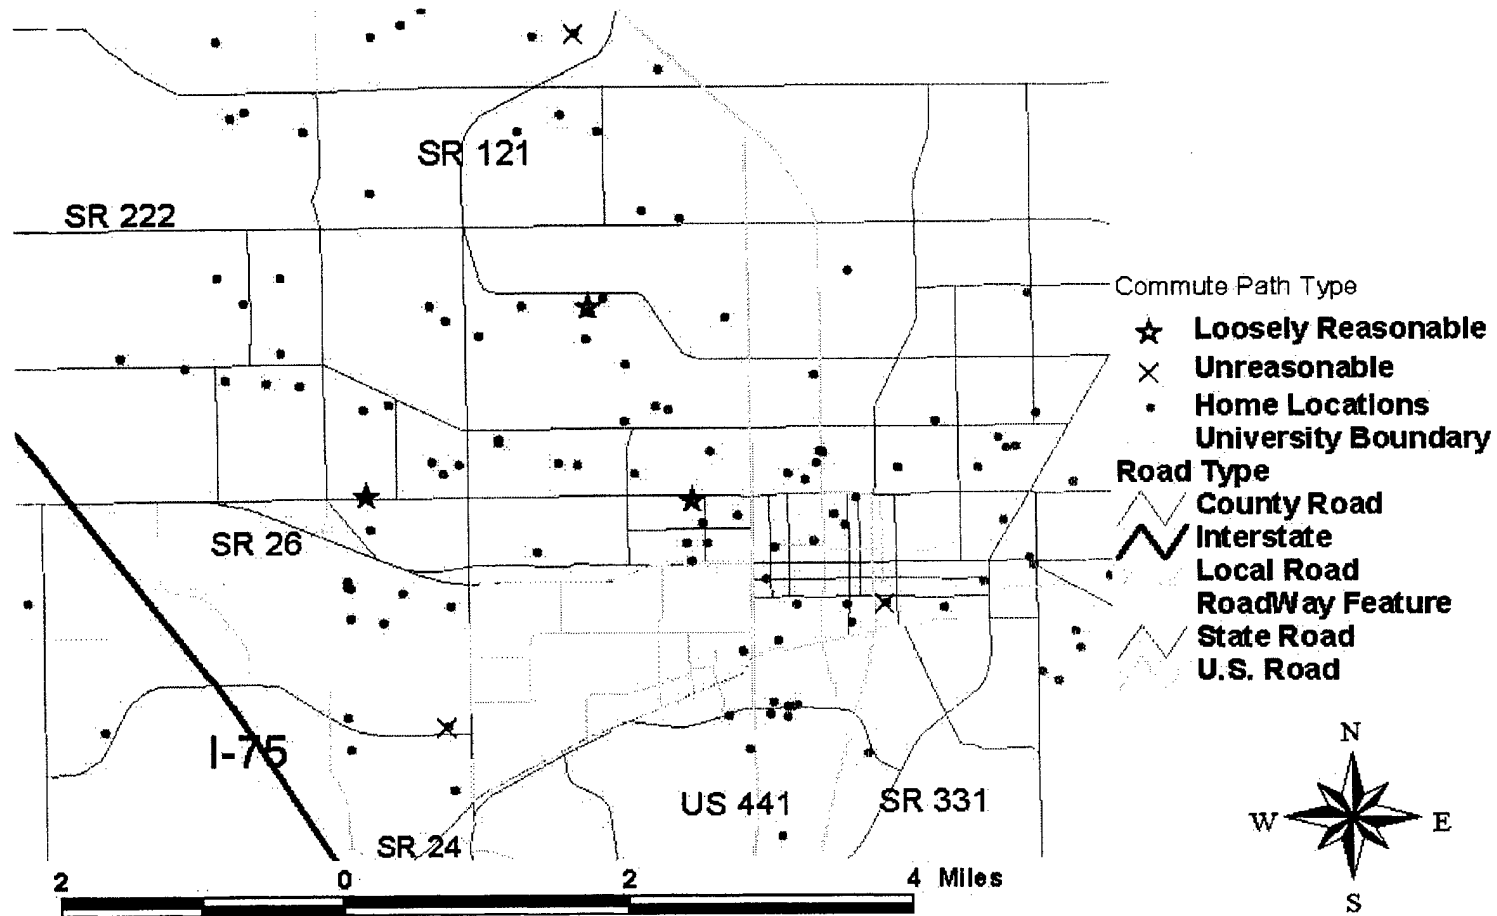 SR 121
SR 222
Commute Path Type
Loosely Reasonable
Unreasonable
Home Locations
University Boundary
Road Type
County Road
Interstate
SR 26
Local Road
RoadWay Feature
State Road
U.S. Road
I-75
N
US 441
SR 331
W
E
SR 24
S
2 0 2 4 Miles